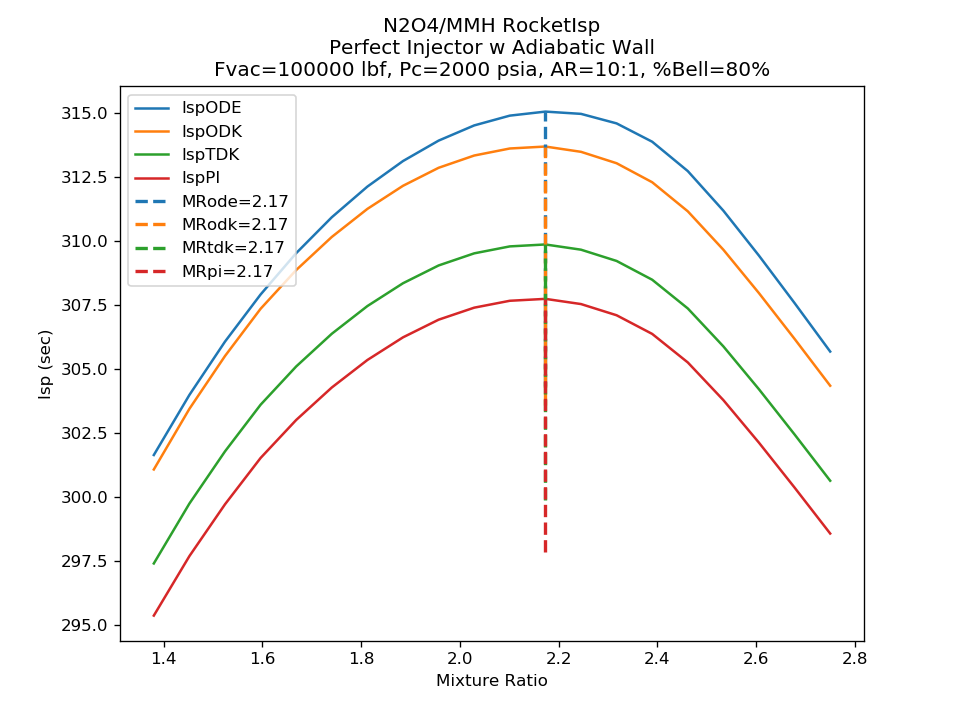 N2O4/MMH RocketIsp
Perfect Injector w Adiabatic Wall
Fvac=100000 lbf, Pc=2000 psia, AR=10:1, %Bell=80%
IspODE
IspODK
IspTDK
IspPI
MRode=2.17
MRodk=2.17
MRtdk=2.17
MRpi=2.17
315.0
312.5
310.0
307.5
305.0
302.5
300.0
297.5
295.0
Isp (sec)
1.4 1.6 1.8 2.0 2.2 2.4 2.6 2.8
Mixture Ratio